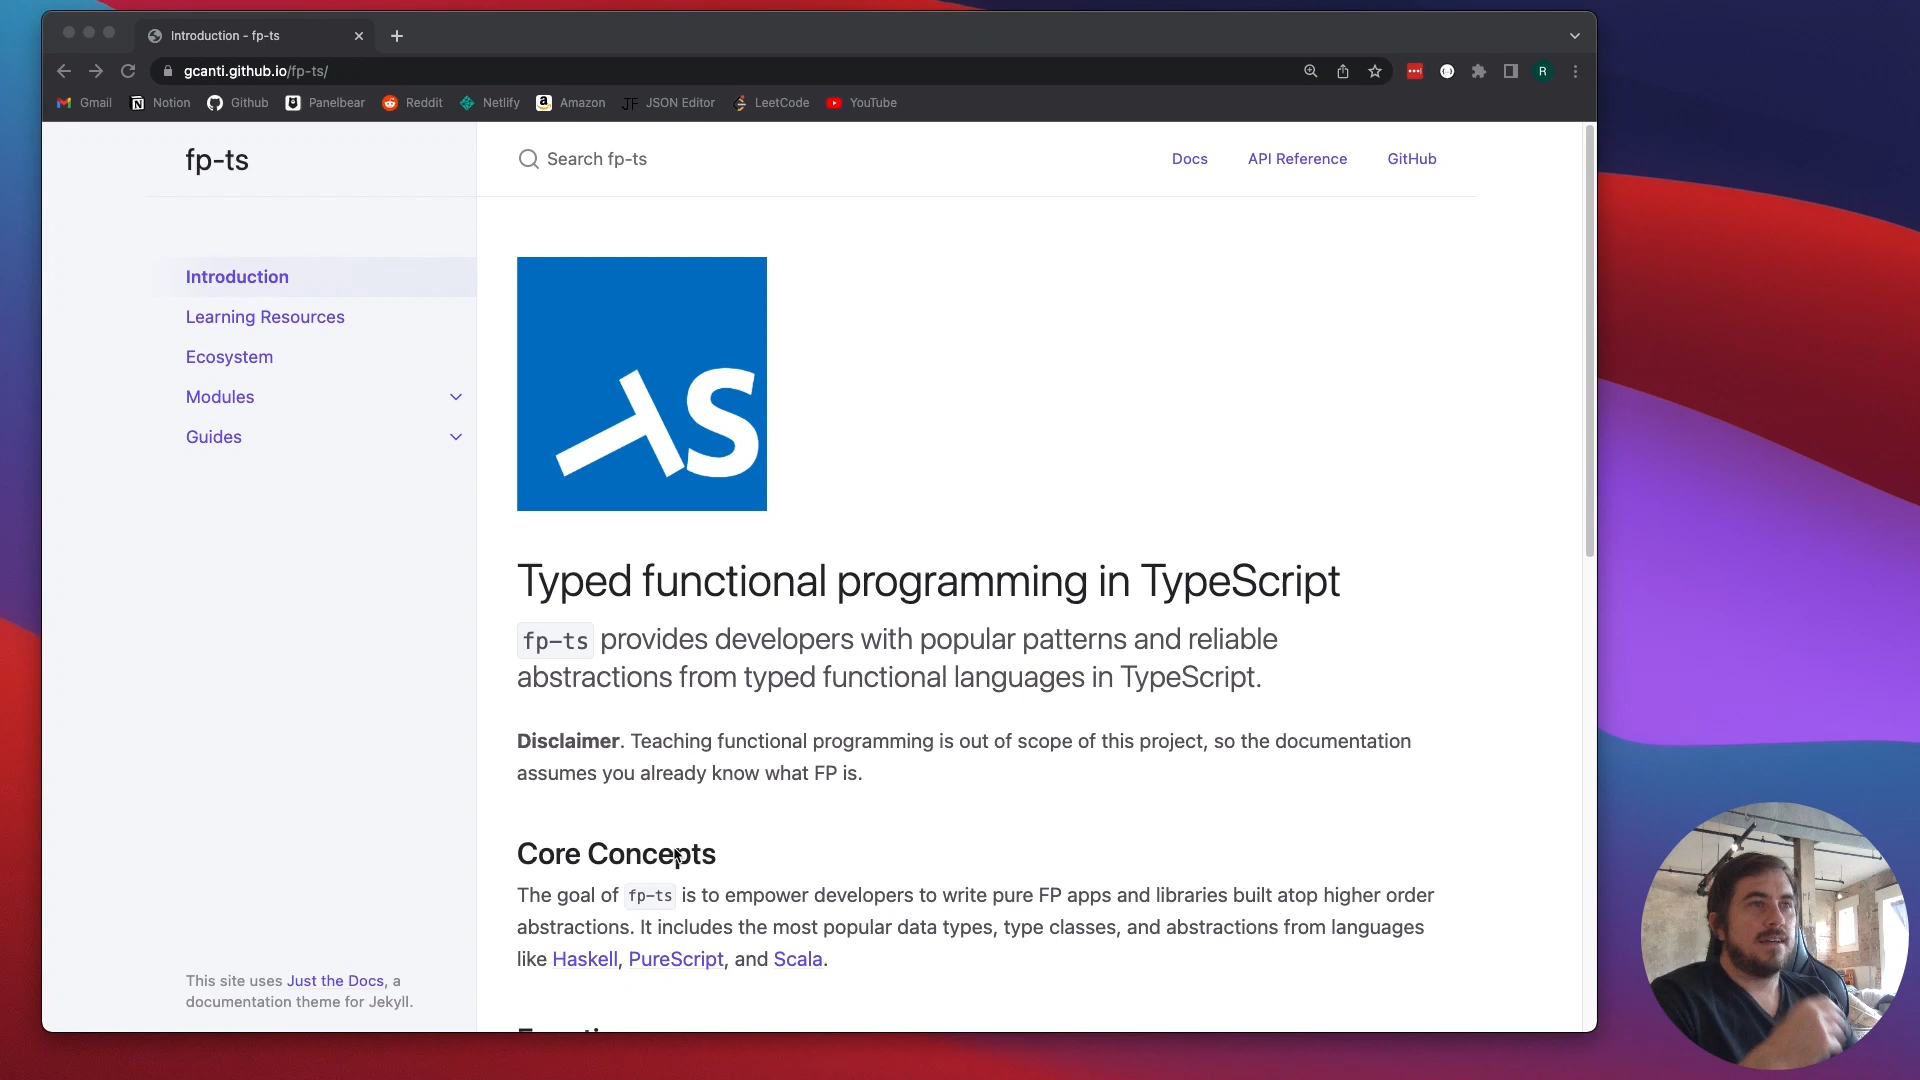 Introduction - fp-ts
gcanti.github.io/fp-ts/
R
Gmail
Notion
Github
Panelbear
Reddit
Netlify
Amazon
JF JSON Editor
LeetCode
YouTube
fp-ts
Search fp-ts
Docs
API Reference
GitHub
Introduction
Learning Resources
Ecosystem
Modules
Guides
TS
Typed functional programming in TypeScript
fp-ts provides developers with popular patterns and reliable
abstractions from typed functional languages in TypeScript.
Disclaimer. Teaching functional programming is out of scope of this project, so the documentation
assumes you already know what FP is.
Core Concepts
The goal of fp-ts is to empower developers to write pure FP apps and libraries built atop higher order
abstractions. It includes the most popular data types, type classes, and abstractions from languages
like Haskell, PureScript, and Scala.
This site uses Just the Docs, a
documentation theme for Jekyll.